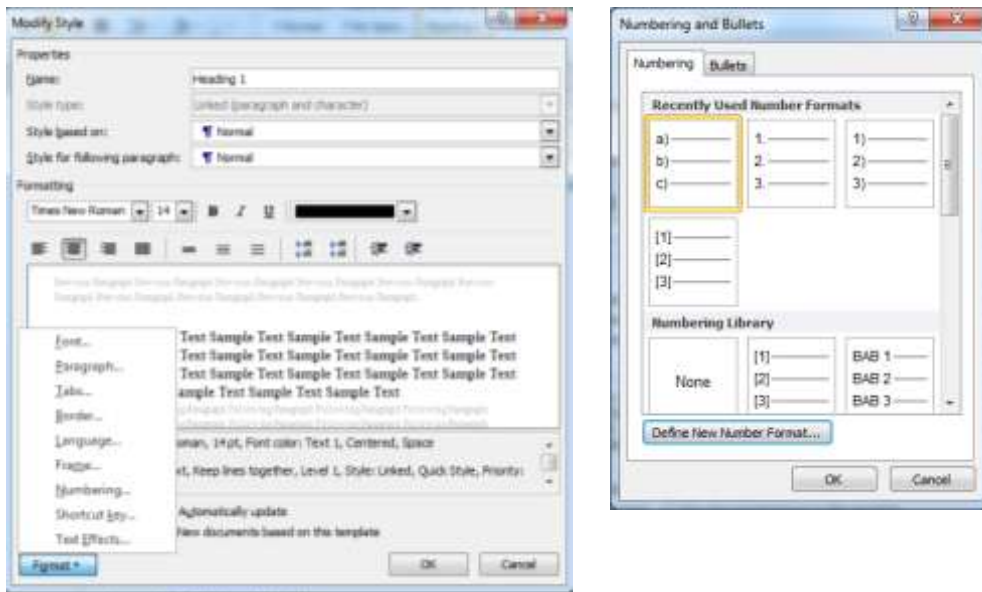 Modify Style
Properties
Name: Heading 1
Style type: Linked (paragraph and character)
Style based on: Normal
Style for following paragraph: Normal
Formatting
Times New Roman 14 B I U
Font...
Paragraph...
Tabs...
Border...
Language...
Frame...
Numbering...
Shortcut key...
Text Effects...
Text Sample Text Sample Text Sample Text Sample Text
Text Sample Text Sample Text Sample Text Sample Text
Text Sample Text Sample Text Sample Text Sample Text
ample Text Sample Text Sample Text
oman, 14 pt, Font color: Text 1, Centered, Space
xt, Keep lines together, Level 1, Style: Linked, Quick Style, Priority:
Automatically update
New documents based on this template
Format
OK Cancel
Numbering and Bullets
Numbering Bullets
Recently Used Number Formats
a) 1. 1)
b) 2. 2)
c) 3. 3)
[1]
[2]
[3]
Numbering Library
None
[1] BAB 1
[2] BAB 2
[3] BAB 3
Define New Number Format...
OK Cancel